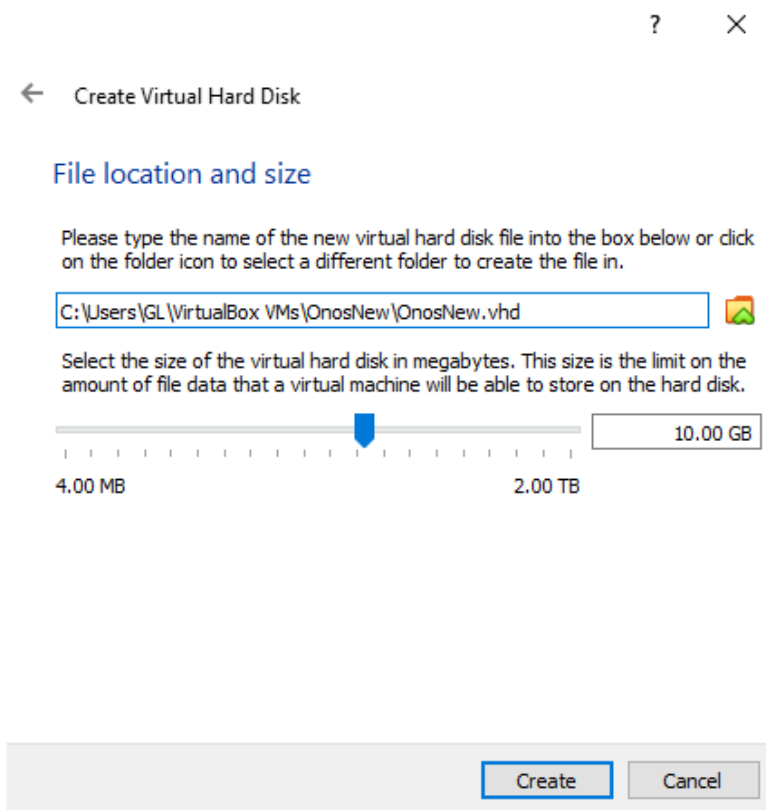 ?
Create Virtual Hard Disk
File location and size
Please type the name of the new virtual hard disk file into the box below or click
on the folder icon to select a different folder to create the file in.
C:\Users\GL\VirtualBox VMs\OnosNew\OnosNew.vhd
Select the size of the virtual hard disk in megabytes. This size is the limit on the
amount of file data that a virtual machine will be able to store on the hard disk.
10.00 GB
4.00 MB 2.00 TB
Create Cancel